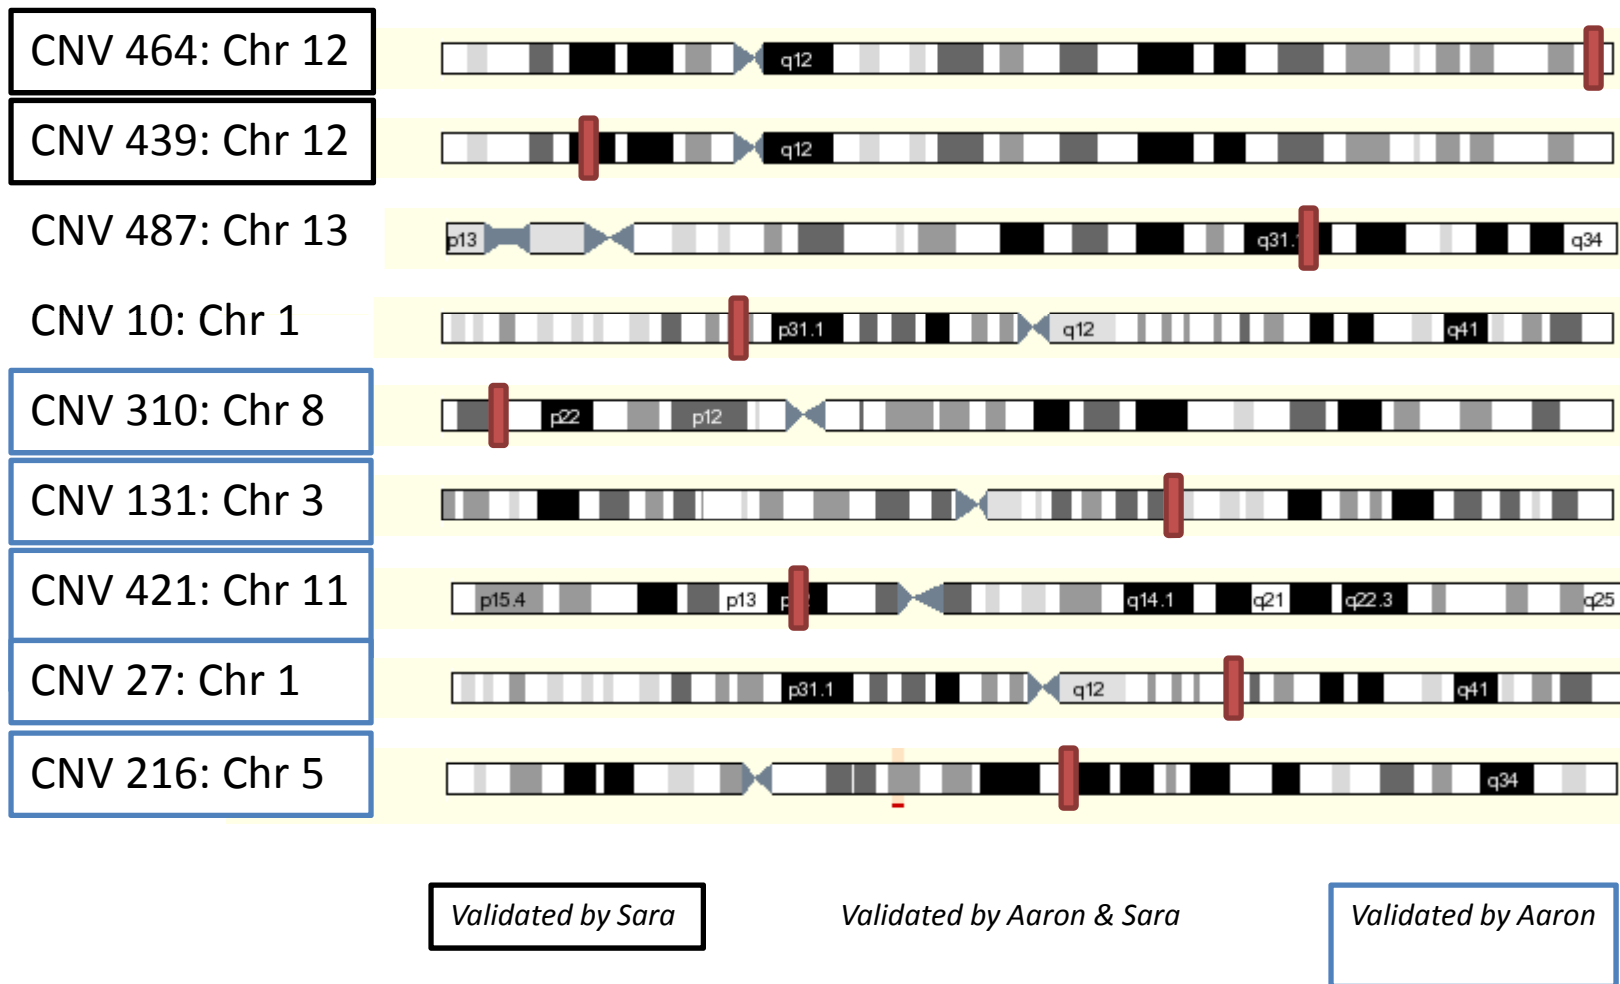 CNV 464: Chr 12
q12
CNV 439: Chr 12
q12
CNV 487: Chr 13
p13
q31.
q34
CNV 10: Chr 1
p31.1
q12
q41
CNV 310: Chr 8
p22
p12
CNV 131: Chr 3
CNV 421: Chr 11
p15.4
p13
q14.1
q21
q22.3
q25
CNV 27: Chr 1
p31.1
q12
q41
CNV 216: Chr 5
q34
Validated by Sara
Validated by Aaron & Sara
Validated by Aaron